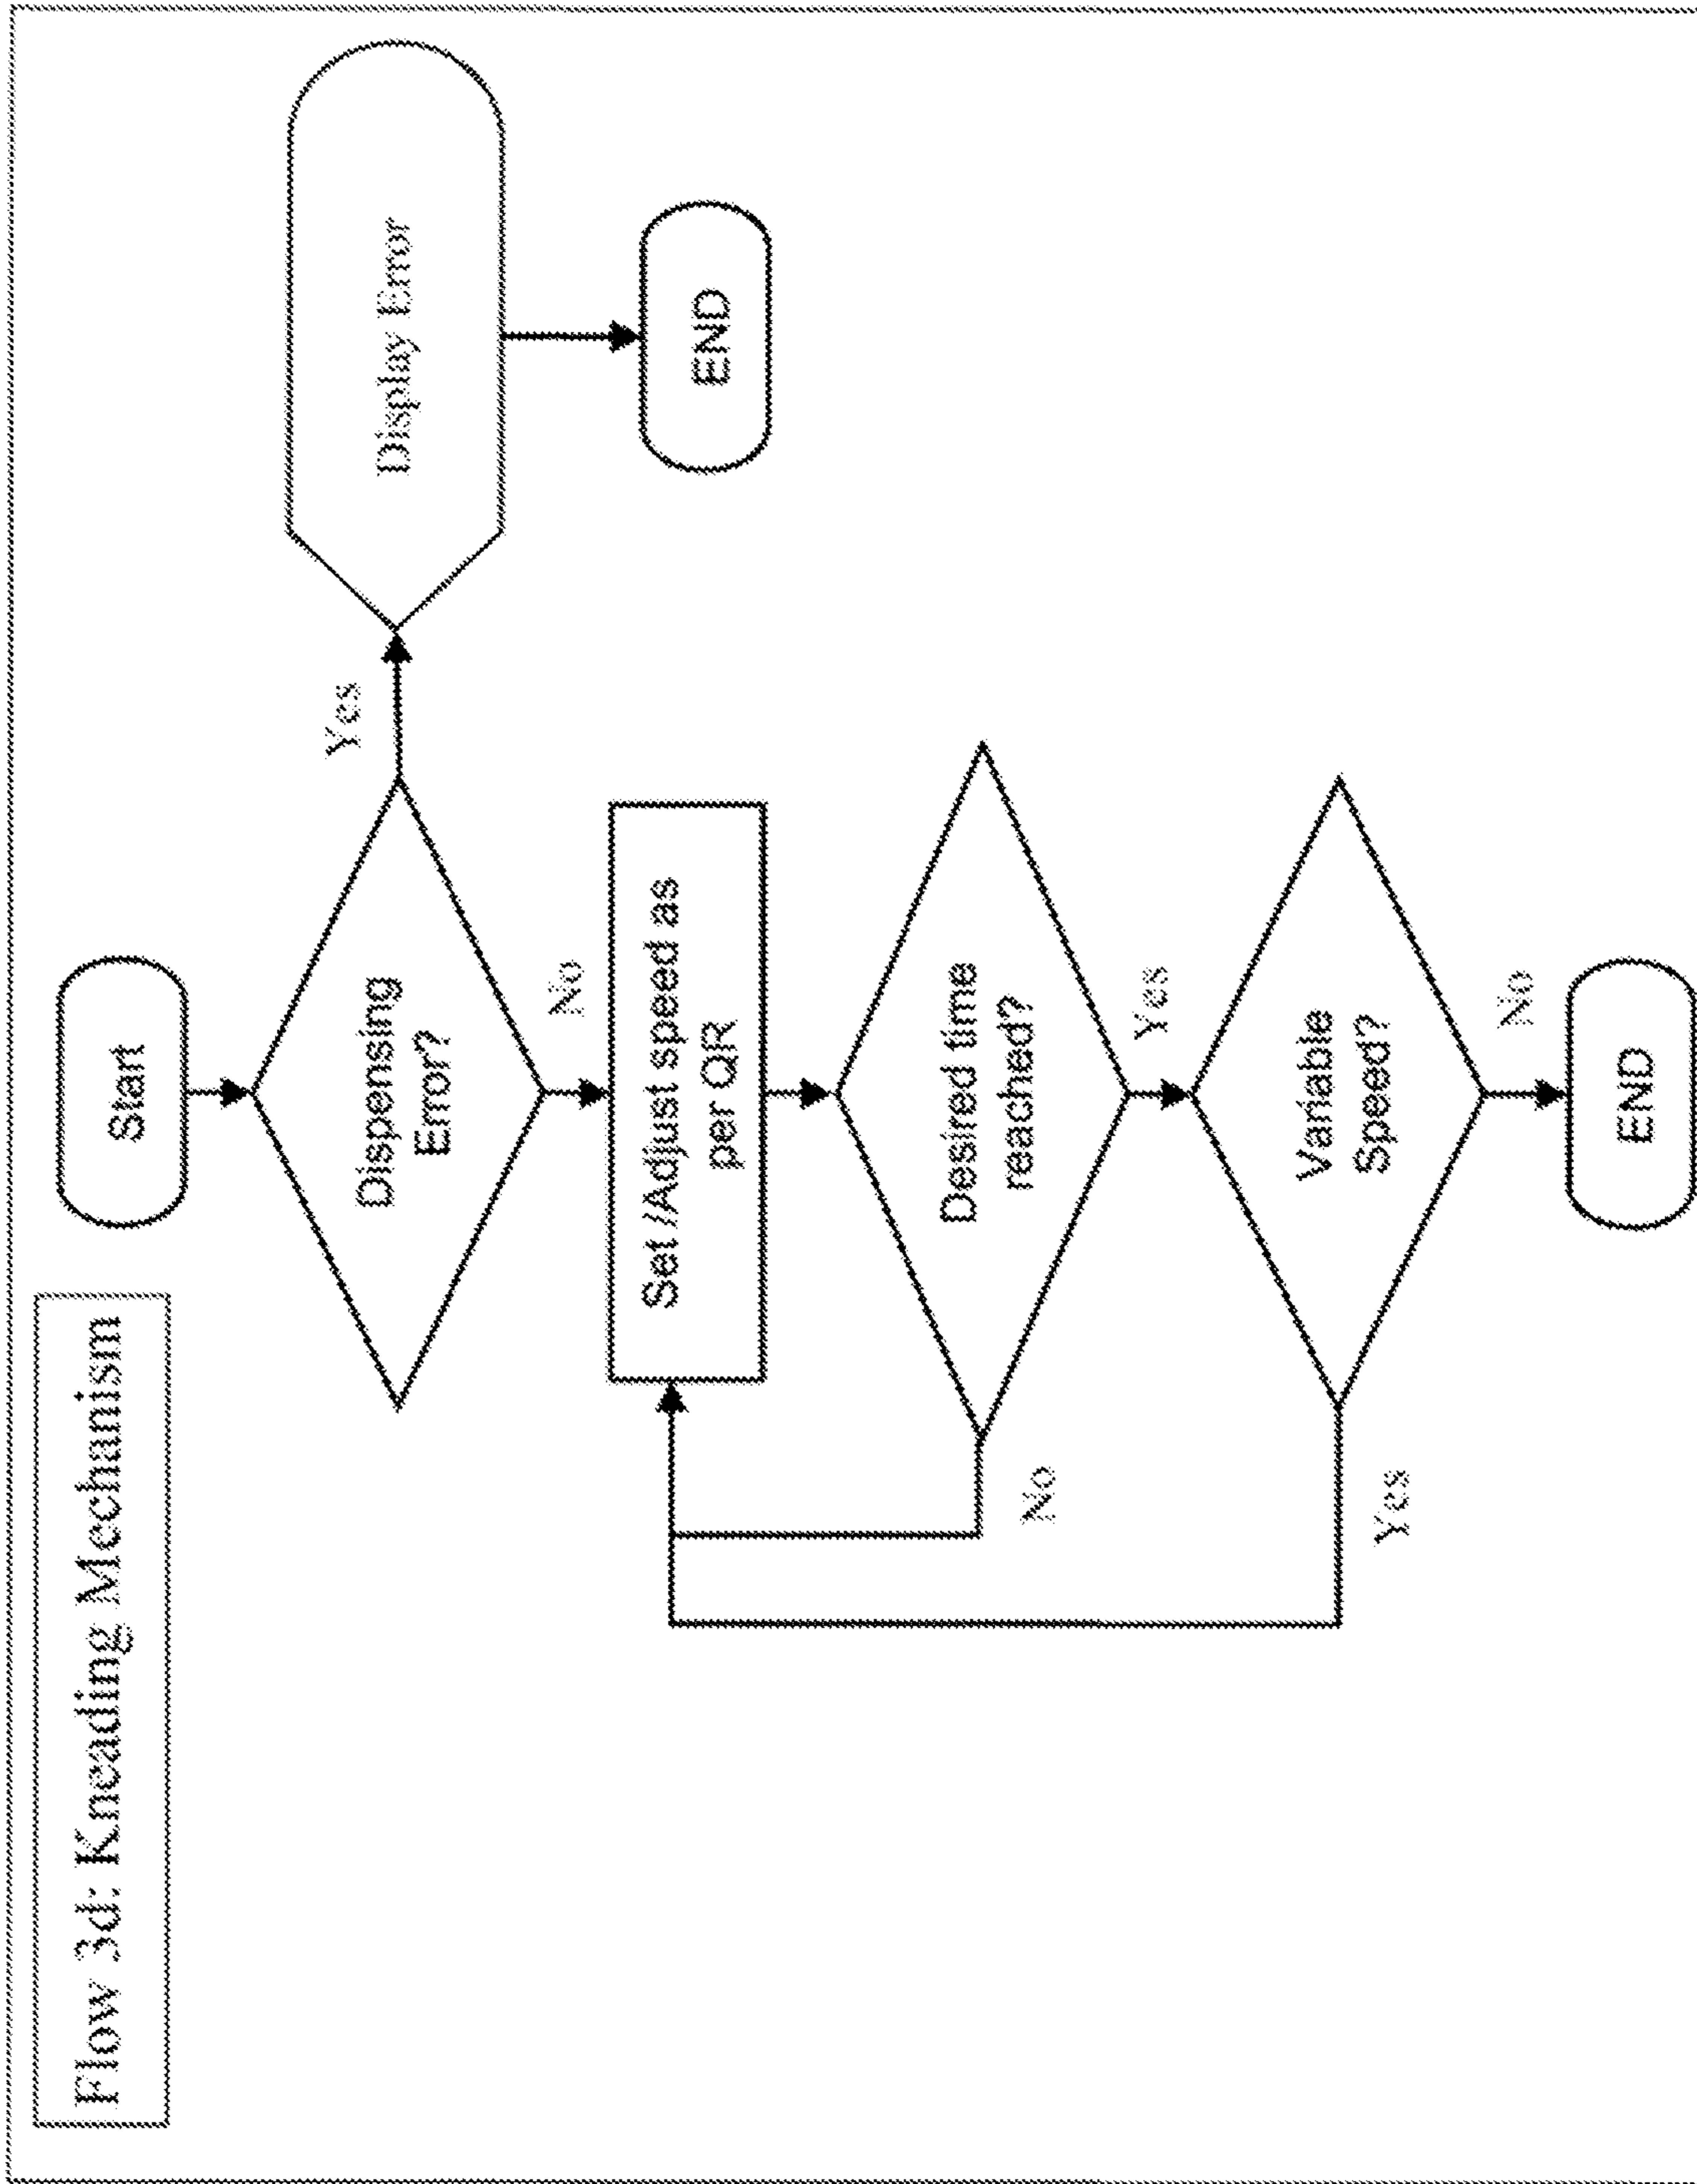 Flow 3d: Kneading Mechanism
Start
Dispensing
Error?
Yes
Display Error
END
No
Set /Adjust speed as
per QR
Desired time
reached?
No
Yes
Variable
Speed?
Yes
No
END